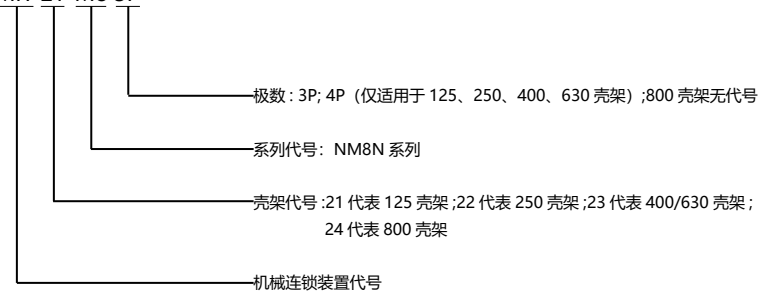 极数 : 3P; 4P（仅适用于 125、250、400、630 壳架）;800 壳架无代号
系列代号：NM8N 系列
壳架代号 :21 代表 125 壳架 ;22 代表 250 壳架 ;23 代表 400/630 壳架 ;
24 代表 800 壳架
机械连锁装置代号